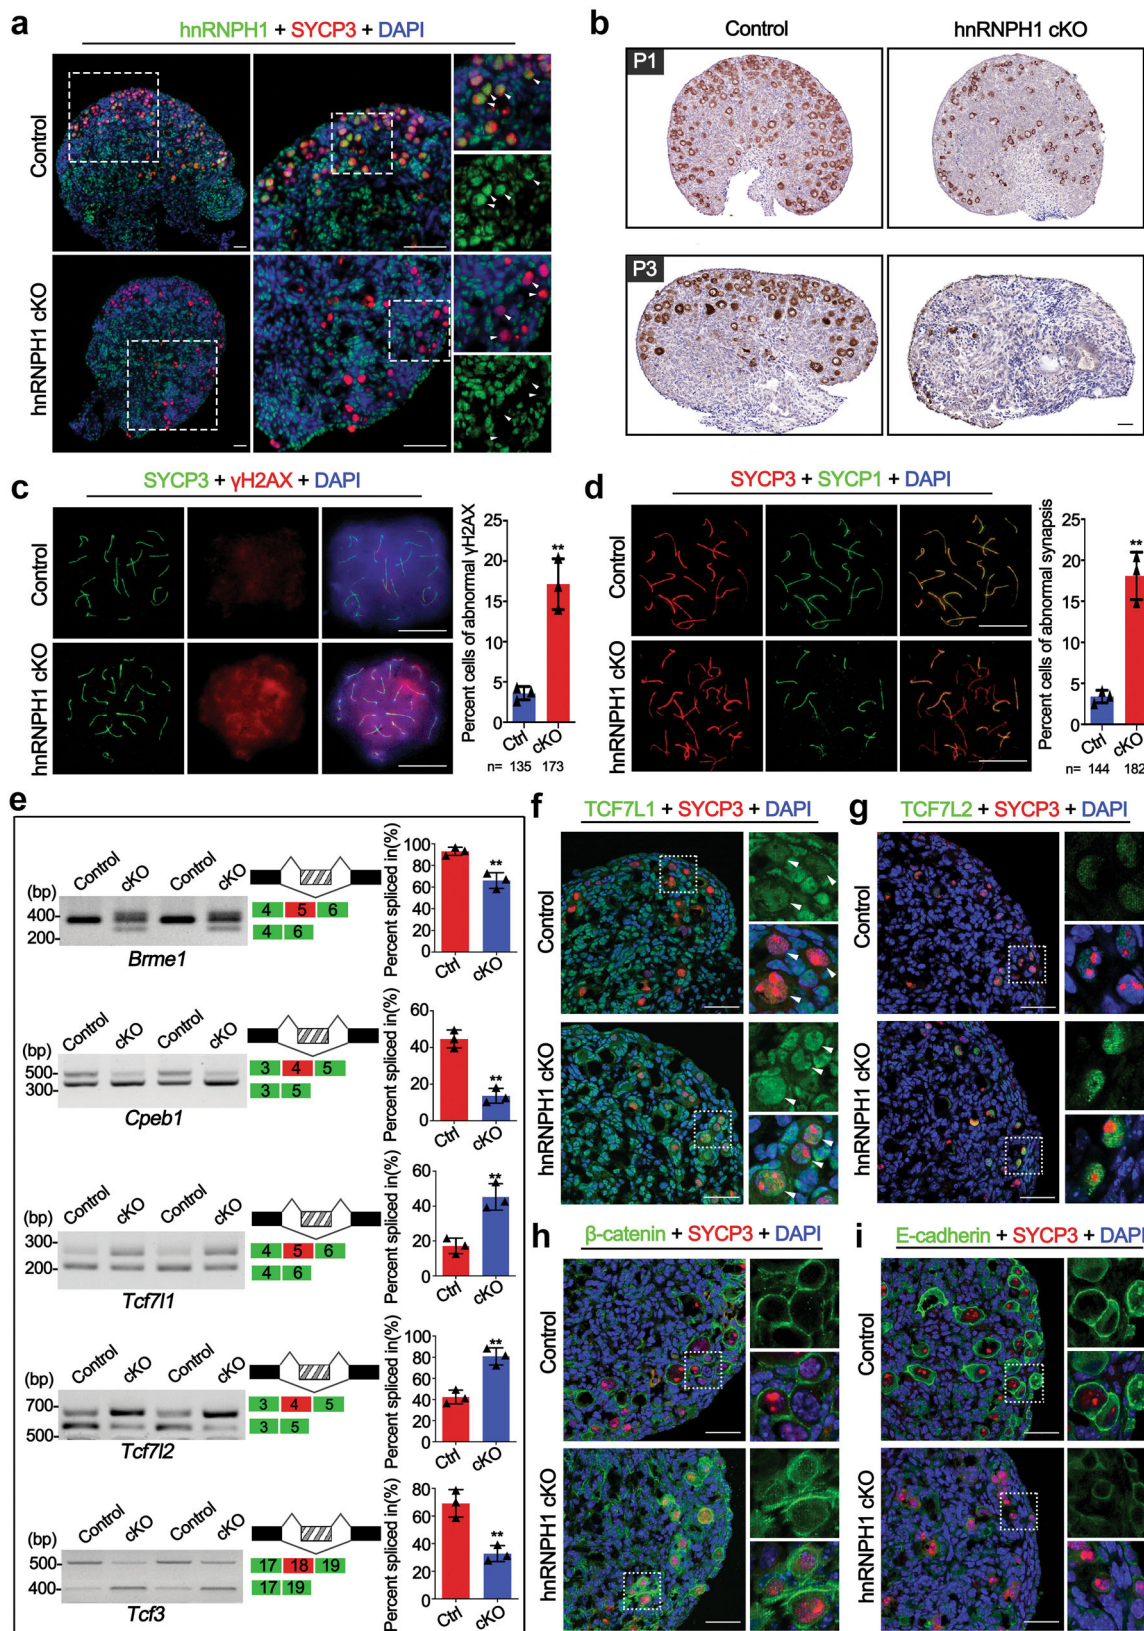 a
hnRNPH1 + SYCP3 + DAPI
Control
hnRNPH1 cKO
b
Control
hnRNPH1 cKO
P1
P3
c
SYCP3 + γH2AX + DAPI
Control
hnRNPH1 cKO
Percent cells of abnormal γH2AX
25
20
15
10
5
0
**
Ctrl
cKO
n= 135 173
d
SYCP3 + SYCP1 + DAPI
Control
hnRNPH1 cKO
Percent cells of abnormal synapsis
25
20
15
10
5
0
**
Ctrl
cKO
n= 144 182
e
Control cKO Control cKO
(bp)
400
200
Brme1
4 5 6
4 6
Percent spliced in(%)
100
80
60
40
20
0
**
Ctrl
cKO
Control cKO Control cKO
(bp)
500
300
Cpeb1
3 4 5
3 5
Percent spliced in(%)
60
40
20
0
**
Ctrl
cKO
Control cKO Control cKO
(bp)
300
200
Tcf7l1
4 5 6
4 6
Percent spliced in(%)
60
40
20
0
**
Ctrl
cKO
Control cKO Control cKO
(bp)
700
500
Tcf7l2
3 4 5
3 5
Percent spliced in(%)
100
80
60
40
20
0
**
Ctrl
cKO
Control cKO Control cKO
(bp)
500
400
Tcf3
17 18 19
17 19
Percent spliced in(%)
80
60
40
20
0
**
Ctrl
cKO
f
TCF7L1 + SYCP3 + DAPI
Control
hnRNPH1 cKO
g
TCF7L2 + SYCP3 + DAPI
Control
hnRNPH1 cKO
h
β-catenin + SYCP3 + DAPI
Control
hnRNPH1 cKO
i
E-cadherin + SYCP3 + DAPI
Control
hnRNPH1 cKO